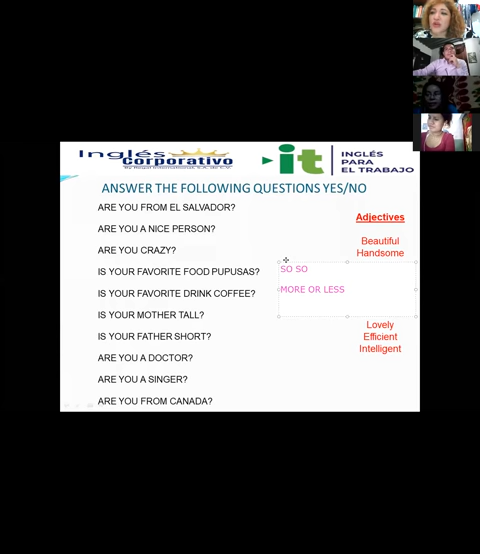 Inglés
Corporativo
it
INGLÉS
PARA
EL TRABAJO
ANSWER THE FOLLOWING QUESTIONS YES/NO
ARE YOU FROM EL SALVADOR?
ARE YOU A NICE PERSON?
ARE YOU CRAZY?
IS YOUR FAVORITE FOOD PUPUSAS?
IS YOUR FAVORITE DRINK COFFEE?
IS YOUR MOTHER TALL?
IS YOUR FATHER SHORT?
ARE YOU A DOCTOR?
ARE YOU A SINGER?
ARE YOU FROM CANADA?
Adjectives
Beautiful
Handsome
SO SO
MORE OR LESS
Lovely
Efficient
Intelligent